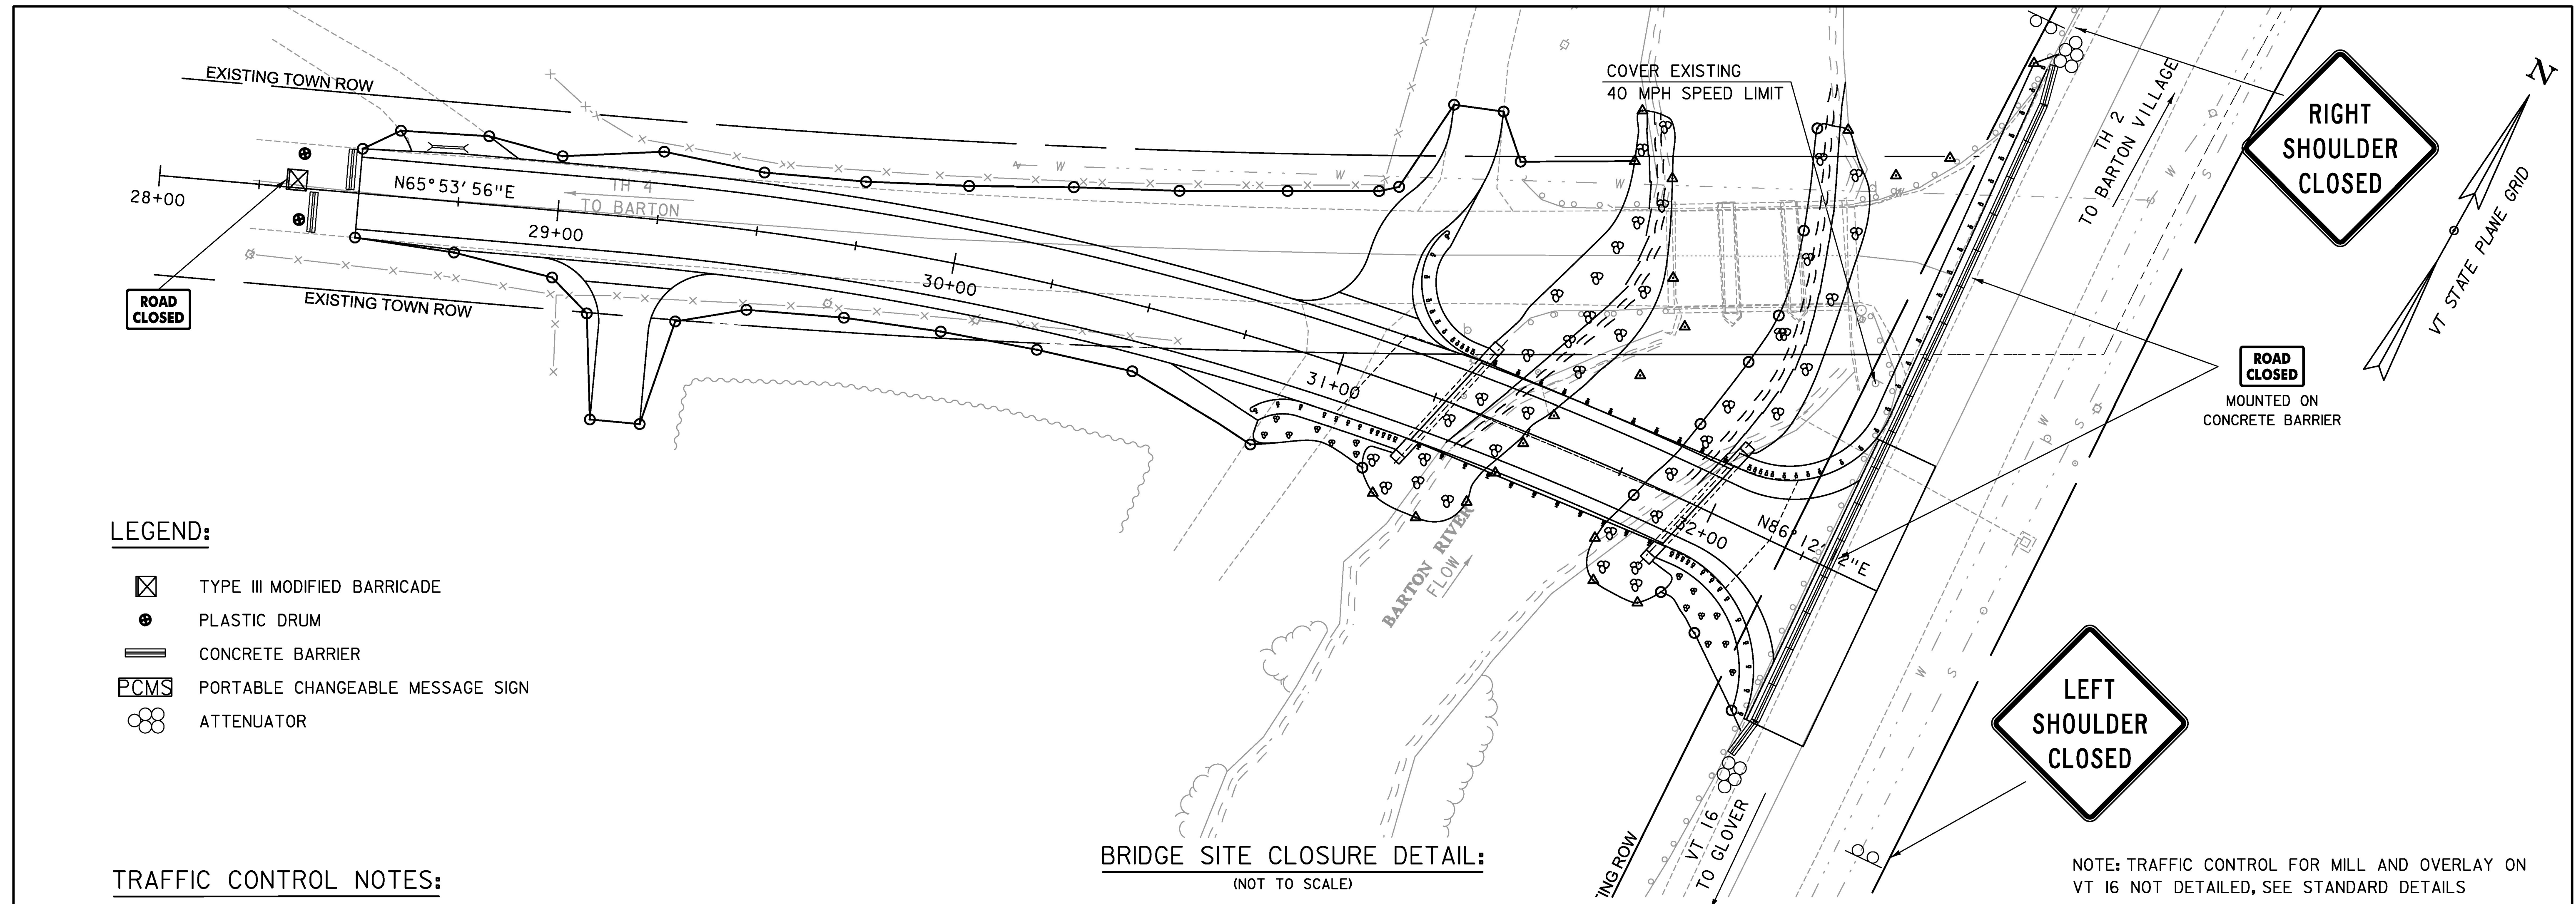 EXISTING TOWN ROW
28+00
N65°53'56"E
TH 4
TO BARTON
29+00
EXISTING TOWN ROW
ROAD
CLOSED
30+00
31+00
COVER EXISTING
40 MPH SPEED LIMIT
W
W
W
TH 2
TO BARTON VILLAGE
W
S
RIGHT
SHOULDER
CLOSED
N
VT STATE PLANE GRID
ROAD
CLOSED
MOUNTED ON
CONCRETE BARRIER
W
S
32+00
BARTON RIVER
FLOW
W
S
LEFT
SHOULDER
CLOSED
VT 16
TO GLOVER
TING ROW
LEGEND:
TYPE III MODIFIED BARRICADE
PLASTIC DRUM
CONCRETE BARRIER
PCMS PORTABLE CHANGEABLE MESSAGE SIGN
ATTENUATOR
TRAFFIC CONTROL NOTES:
BRIDGE SITE CLOSURE DETAIL:
(NOT TO SCALE)
NOTE: TRAFFIC CONTROL FOR MILL AND OVERLAY ON
VT 16 NOT DETAILED, SEE STANDARD DETAILS